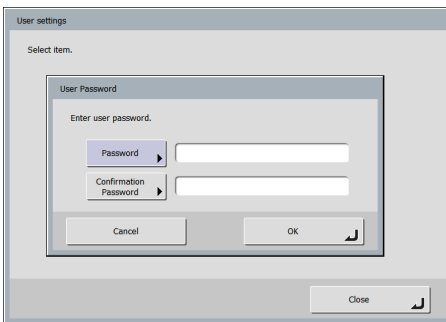 User settings
Select item.
User Password
Enter user password.
Password
Confirmation
Password
Cancel
OK
Close